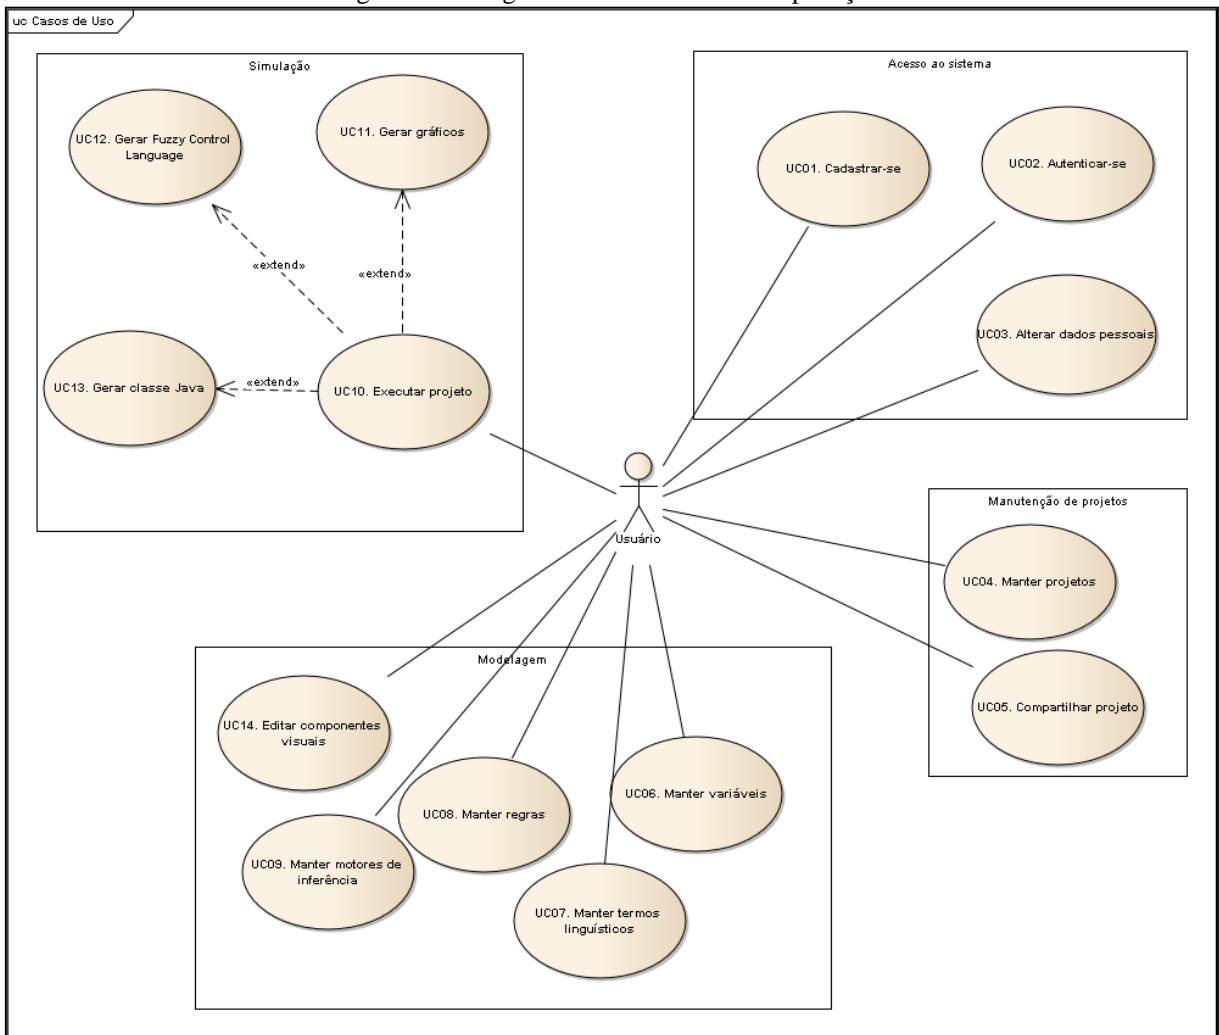 uc Casos de Uso
Simulação
UC12. Gerar Fuzzy Control
Language
UC11. Gerar gráficos
«extend»
«extend»
UC13. Gerar classe Java
«extend»
UC10. Executar projeto
Acesso ao sistema
UC01. Cadastrar-se
UC02. Autenticar-se
UC03. Alterar dados pessoais
Usuário
Manutenção de projetos
UC04. Manter projetos
UC05. Compartilhar projeto
Modelagem
UC14. Editar componentes
visuais
UC08. Manter regras
UC06. Manter variáveis
UC09. Manter motores de
inferência
UC07. Manter termos
linguísticos